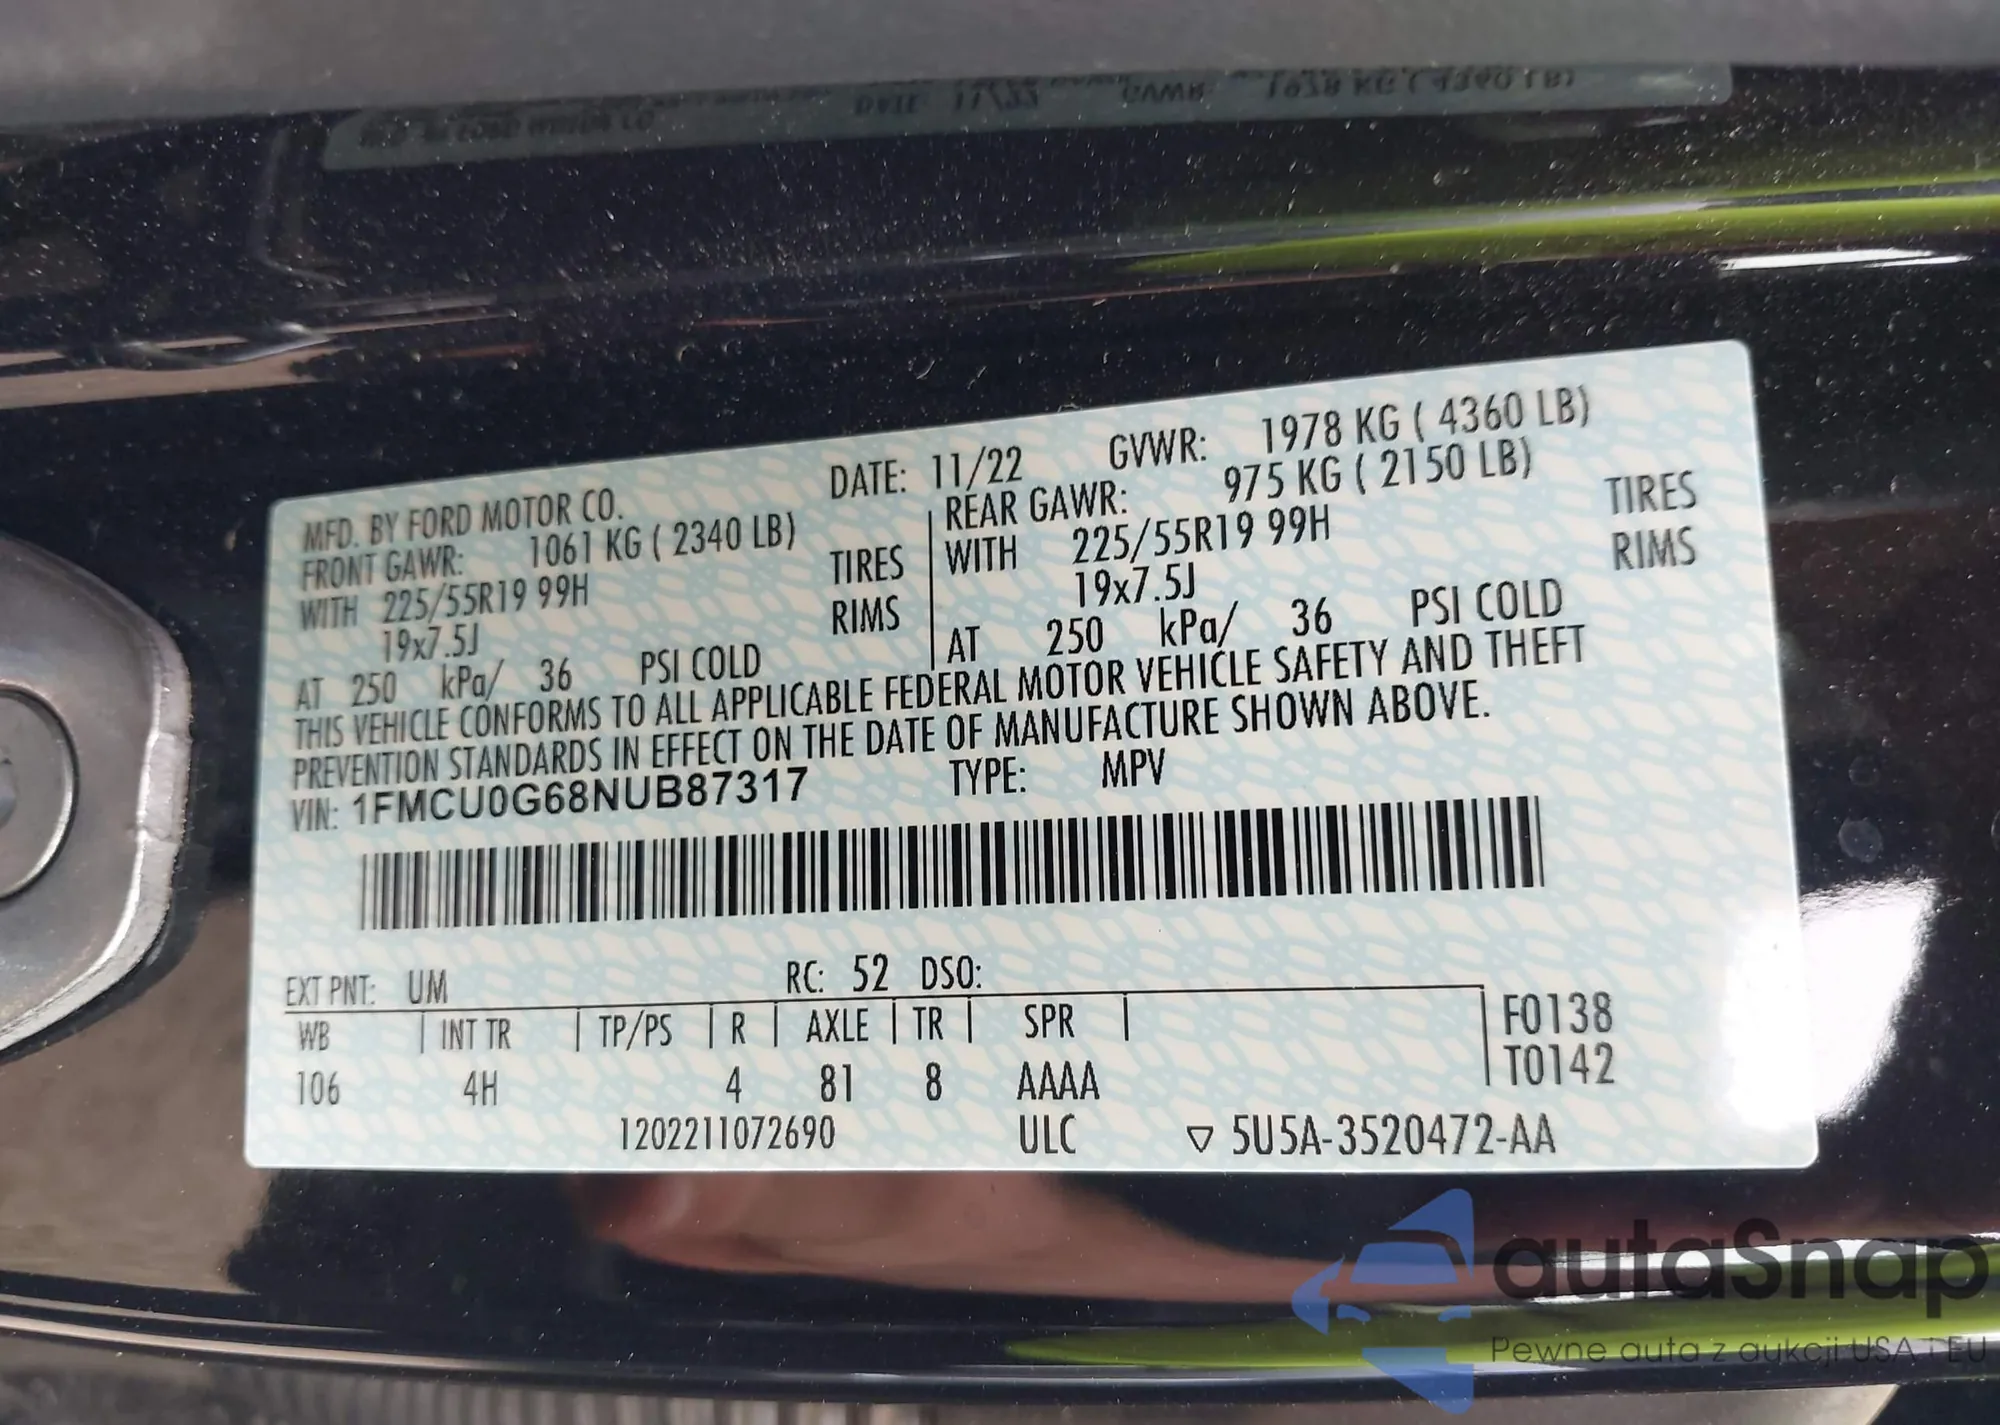 MFD. BY FORD MOTOR CO. DATE: 11/22 GVWR: 1978 KG ( 4360 LB)
FRONT GAWR: 1061 KG ( 2340 LB) REAR GAWR: 975 KG ( 2150 LB)
WITH 225/55R19 99H TIRES WITH 225/55R19 99H TIRES
19x7.5J RIMS 19x7.5J RIMS
AT 250 kPa/ 36 PSI COLD AT 250 kPa/ 36 PSI COLD
THIS VEHICLE CONFORMS TO ALL APPLICABLE FEDERAL MOTOR VEHICLE SAFETY AND THEFT
PREVENTION STANDARDS IN EFFECT ON THE DATE OF MANUFACTURE SHOWN ABOVE.
VIN: 1FMCU0G68NUB87317 TYPE: MPV
EXT PNT: UM RC: 52 DSO:
WB INT TR TP/PS R AXLE TR SPR F0138
106 4H 4 81 8 AAAA T0142
1202211072690 ULC ▽ 5U5A-3520472-AA
autaSnap
Pewne auta z aukcji USA i EU